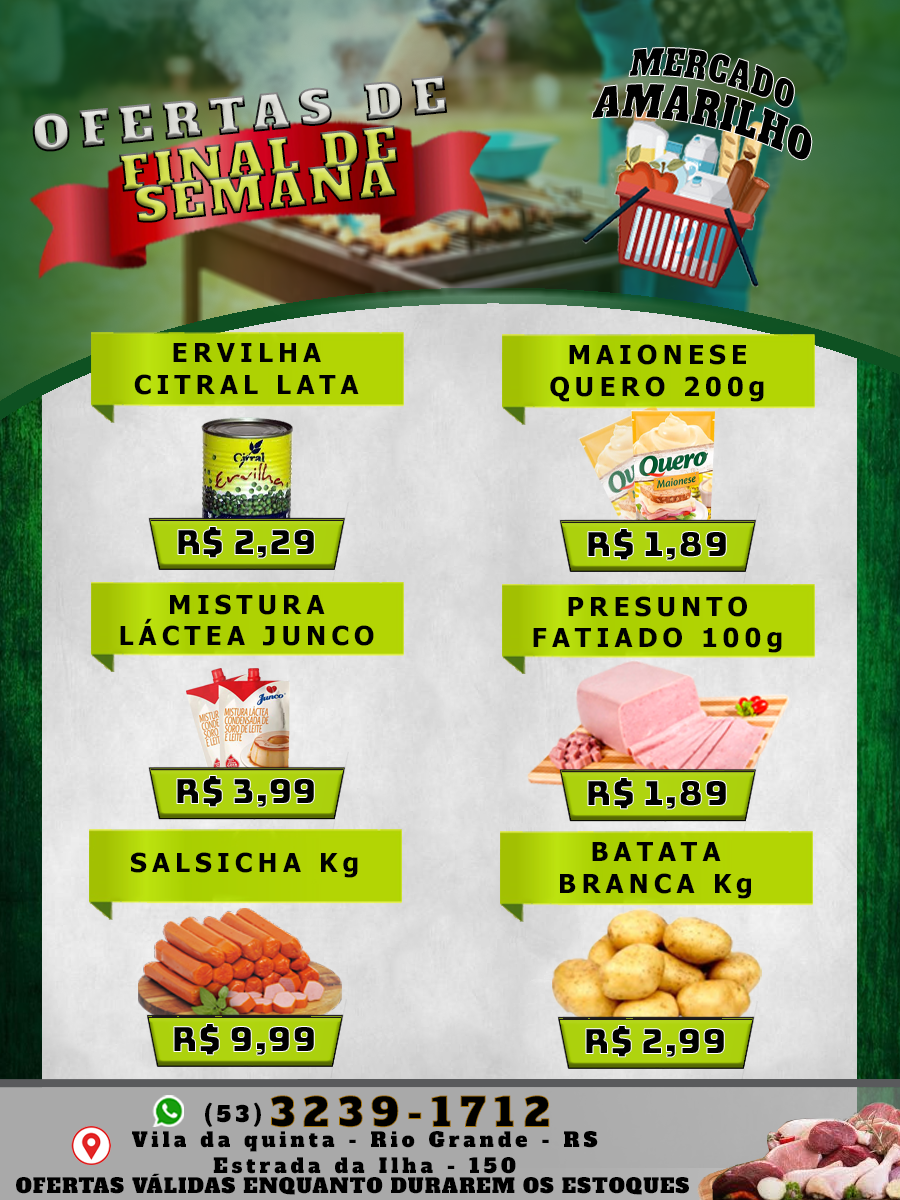 OFERTAS DE
FINAL DE
SEMANA
MERCADO
AMARILHO
ERVILHA
CITRAL LATA
Citral
Ervilha
R$ 2,29
MAIONESE
QUERO 200g
Qu
Quero
Maionese
R$ 1,89
MISTURA
LÁCTEA JUNCO
Junco
MISTURA LÁCTEA
CONDENSADA DE
SORO DE LEITE
E LEITE
R$ 3,99
PRESUNTO
FATIADO 100g
R$ 1,89
SALSICHA Kg
R$ 9,99
BATATA
BRANCA Kg
R$ 2,99
(53) 3239-1712
Vila da quinta - Rio Grande - RS
Estrada da Ilha - 150
OFERTAS VÁLIDAS ENQUANTO DURAREM OS ESTOQUES